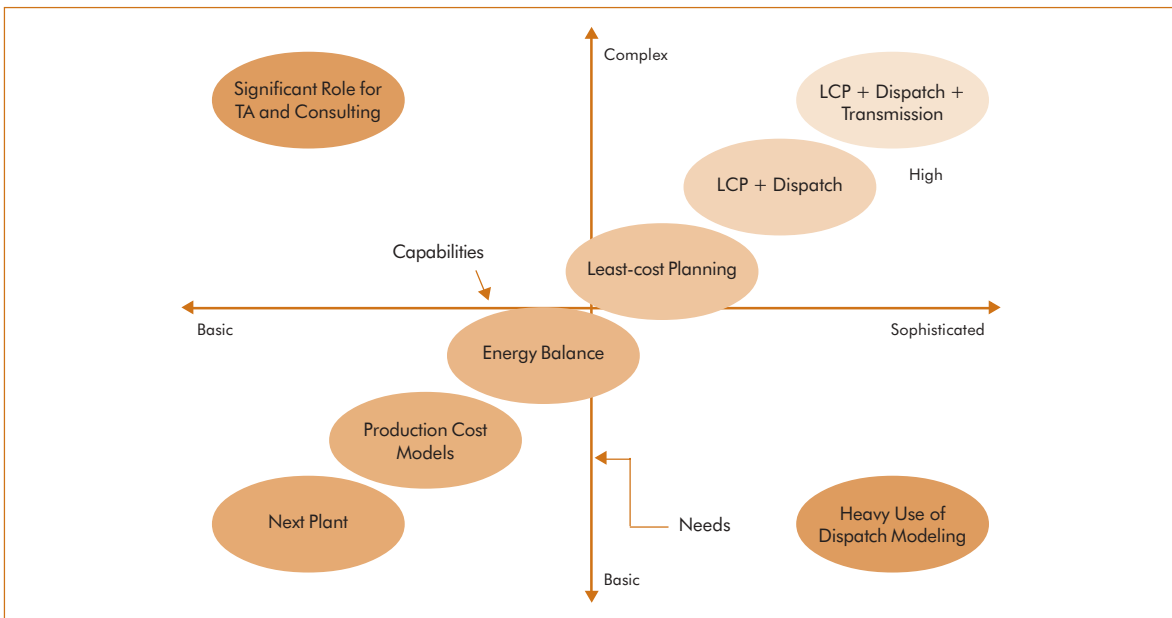 Complex
Significant Role for
TA and Consulting
LCP + Dispatch +
Transmission
LCP + Dispatch
High
Capabilities
Least-cost Planning
Basic
Sophisticated
Energy Balance
Production Cost
Models
Next Plant
Needs
Heavy Use of
Dispatch Modeling
Basic